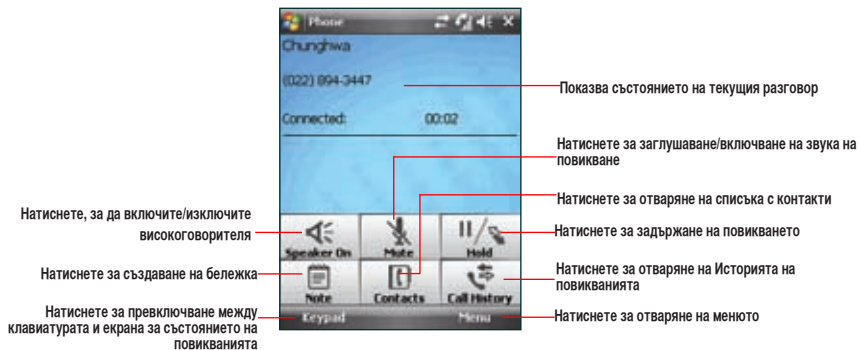 Phone
Chunghwa
(022) 894-3447
Connected: 00:02
Speaker On
Mute
Hold
Note
Contacts
Call History
Keypad
Menu
Показва състоянието на текущия разговор
Натиснете за заглушаване/включване на звука на
повикване
Натиснете за отваряне на списъка с контакти
Натиснете за задържане на повикването
Натиснете за отваряне на Историята на
повикванията
Натиснете за отваряне на менюто
Натиснете, за да включите/изключите
високоговорителя
Натиснете за създаване на бележка
Натиснете за превключване между
клавиатурата и екрана за състоянието на
повикванията